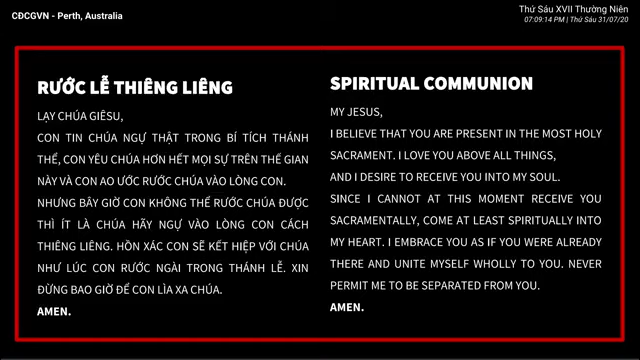 CĐCGVN - Perth, Australia
Thứ Sáu XVII Thường Niên
07:09:14 PM | Thứ Sáu 31/07/20
RƯỚC LỄ THIÊNG LIÊNG
LẠY CHÚA GIÊSU,
CON TIN CHÚA NGỰ THẬT TRONG BÍ TÍCH THÁNH
THỂ, CON YÊU CHÚA HƠN HẾT MỌI SỰ TRÊN THẾ GIAN
NÀY VÀ CON AO ƯỚC RƯỚC CHÚA VÀO LÒNG CON.
NHƯNG BÂY GIỜ CON KHÔNG THỂ RƯỚC CHÚA ĐƯỢC
THÌ ÍT LÀ CHÚA HÃY NGỰ VÀO LÒNG CON CÁCH
THIÊNG LIÊNG. HỒN XÁC CON SẼ KẾT HIỆP VỚI CHÚA
NHƯ LÚC CON RƯỚC NGÀI TRONG THÁNH LỄ. XIN
ĐỪNG BAO GIỜ ĐỂ CON LÌA XA CHÚA.
AMEN.
SPIRITUAL COMMUNION
MY JESUS,
I BELIEVE THAT YOU ARE PRESENT IN THE MOST HOLY
SACRAMENT. I LOVE YOU ABOVE ALL THINGS,
AND I DESIRE TO RECEIVE YOU INTO MY SOUL.
SINCE I CANNOT AT THIS MOMENT RECEIVE YOU
SACRAMENTALLY, COME AT LEAST SPIRITUALLY INTO
MY HEART. I EMBRACE YOU AS IF YOU WERE ALREADY
THERE AND UNITE MYSELF WHOLLY TO YOU. NEVER
PERMIT ME TO BE SEPARATED FROM YOU.
AMEN.